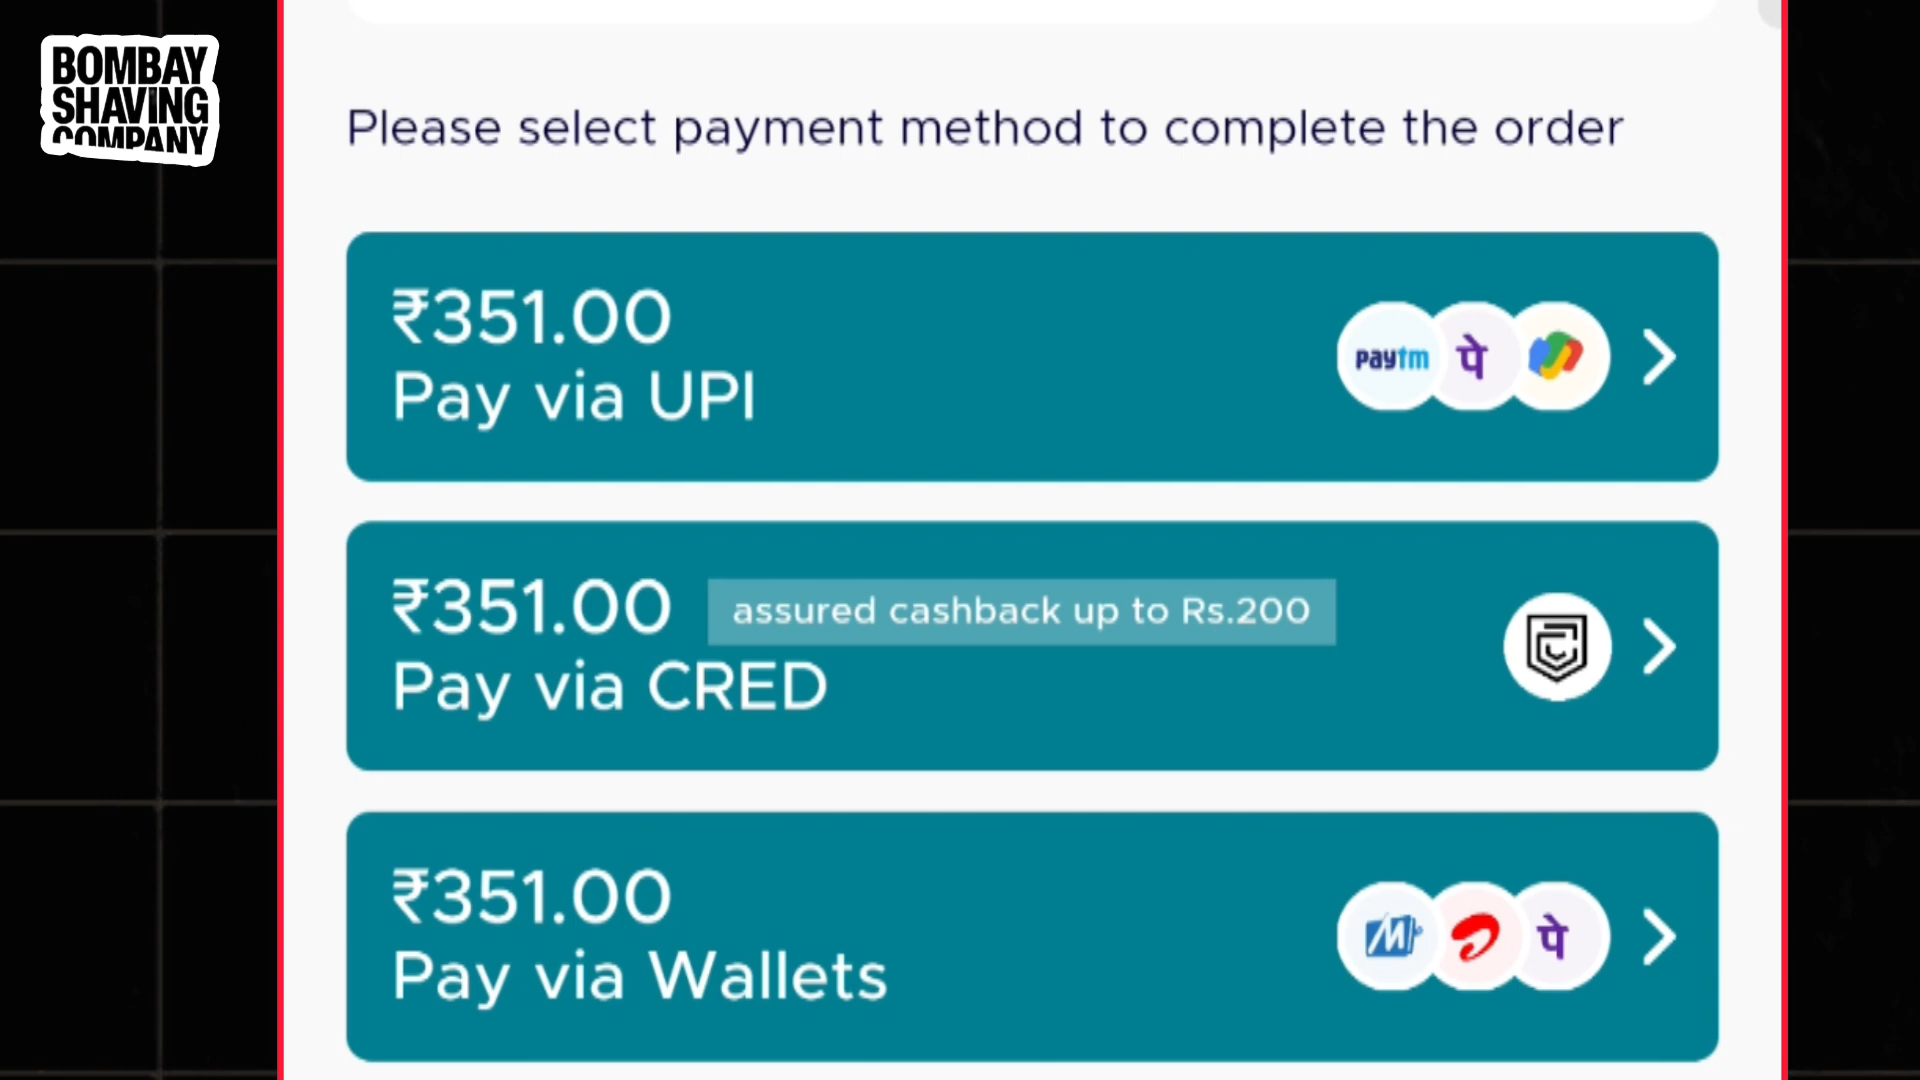 BOMBAY
SHAVING
COMPANY
Please select payment method to complete the order
₹351.00
Pay via UPI
paytm पे
₹351.00 assured cashback up to Rs.200
Pay via CRED
₹351.00
Pay via Wallets
M पे